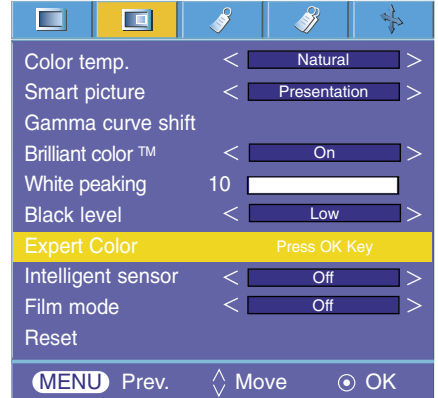 Color temp. < Natural >
Smart picture < Presentation >
Gamma curve shift
Brilliant color ™ < On >
White peaking 10
Black level < Low >
Expert Color Press OK Key
Intelligent sensor < Off >
Film mode < Off >
Reset
MENU Prev. Move OK